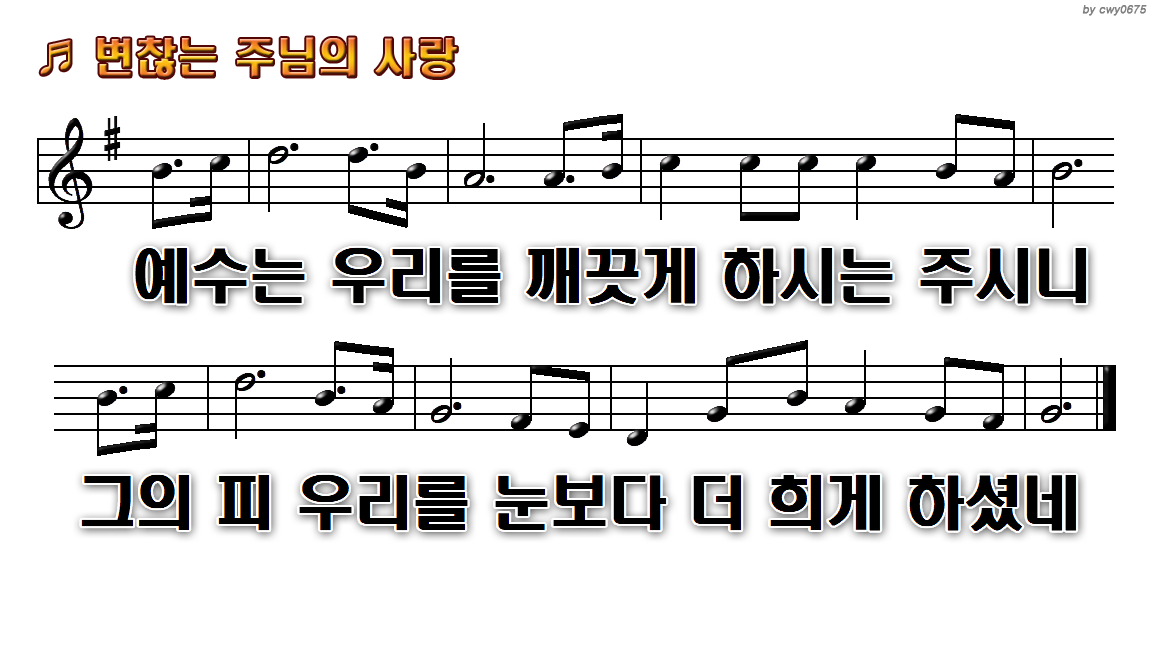 by cwy0675
♬ 변찮는 주님의 사랑
예수는 우리를 깨끗게 하시는 주시니
그의 피 우리를 눈보다 더 희게 하셨네